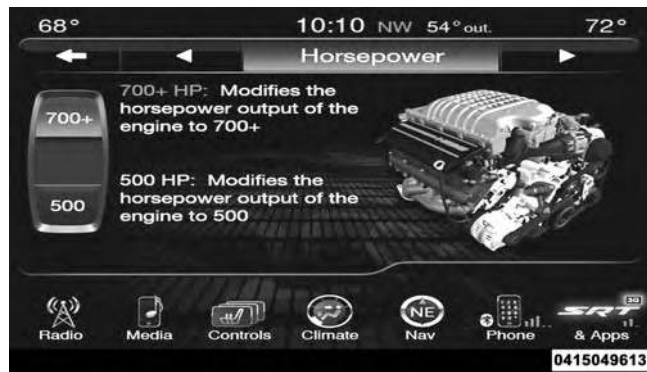 68° 10:10 NW 54° out. 72°
Horsepower
700+
700+ HP: Modifies the
horsepower output of the
engine to 700+
500
500 HP: Modifies the
horsepower output of the
engine to 500
NE
3G
SRT
Radio Media Controls Climate Nav Phone & Apps
0415049613